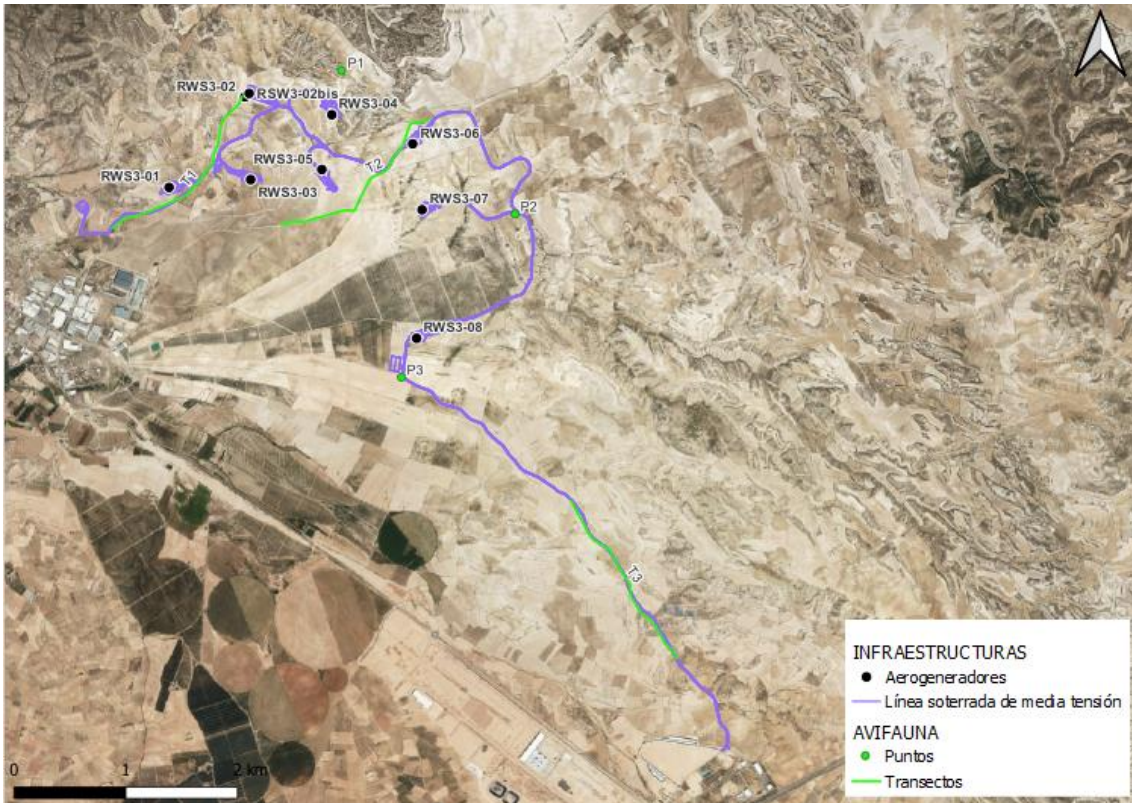 P1
RWS3-02
RSW3-02bis
RWS3-04
RWS3-06
T2
RWS3-05
RWS3-01
T1
RWS3-03
RWS3-07
P2
RWS3-08
P3
T3
INFRAESTRUCTURAS
Aerogeneradores
Línea soterrada de media tensión
AVIFAUNA
Puntos
Transectos
0 1 2 km